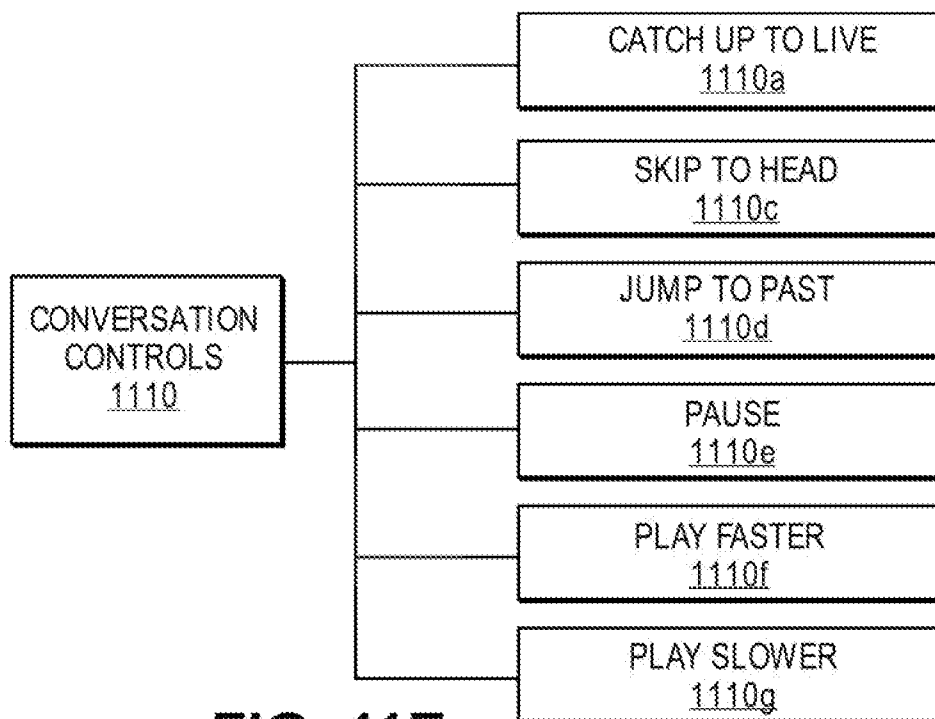 CATCH UP TO LIVE
1110a
SKIP TO HEAD
1110c
JUMP TO PAST
1110d
CONVERSATION
CONTROLS
1110
PAUSE
1110e
PLAY FASTER
1110f
PLAY SLOWER
1110g